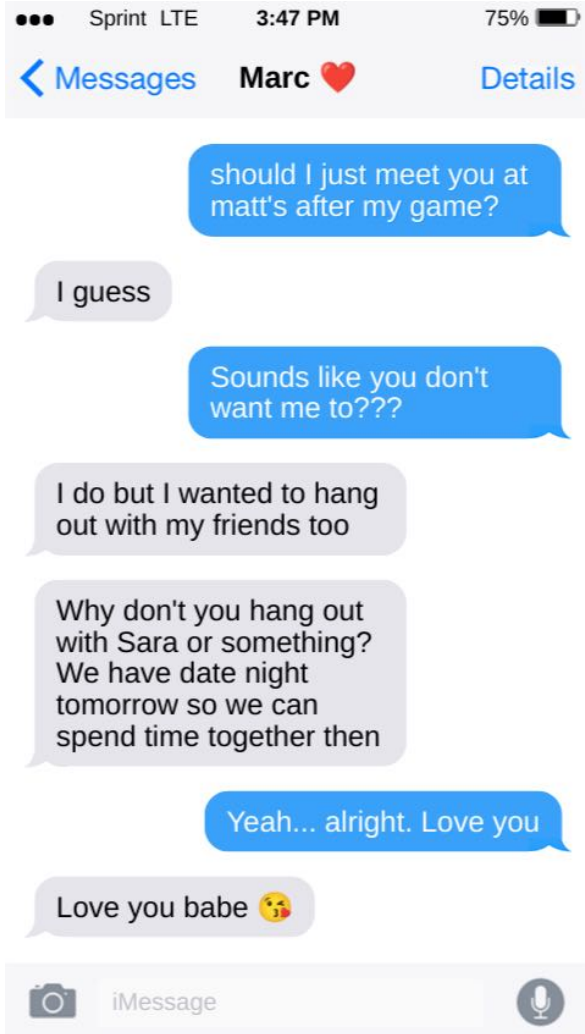 Sprint LTE 3:47 PM 75%
Messages Marc ❤️ Details
should I just meet you at
matt's after my game?
I guess
Sounds like you don't
want me to???
I do but I wanted to hang
out with my friends too
Why don't you hang out
with Sara or something?
We have date night
tomorrow so we can
spend time together then
Yeah... alright. Love you
Love you babe 😘
iMessage